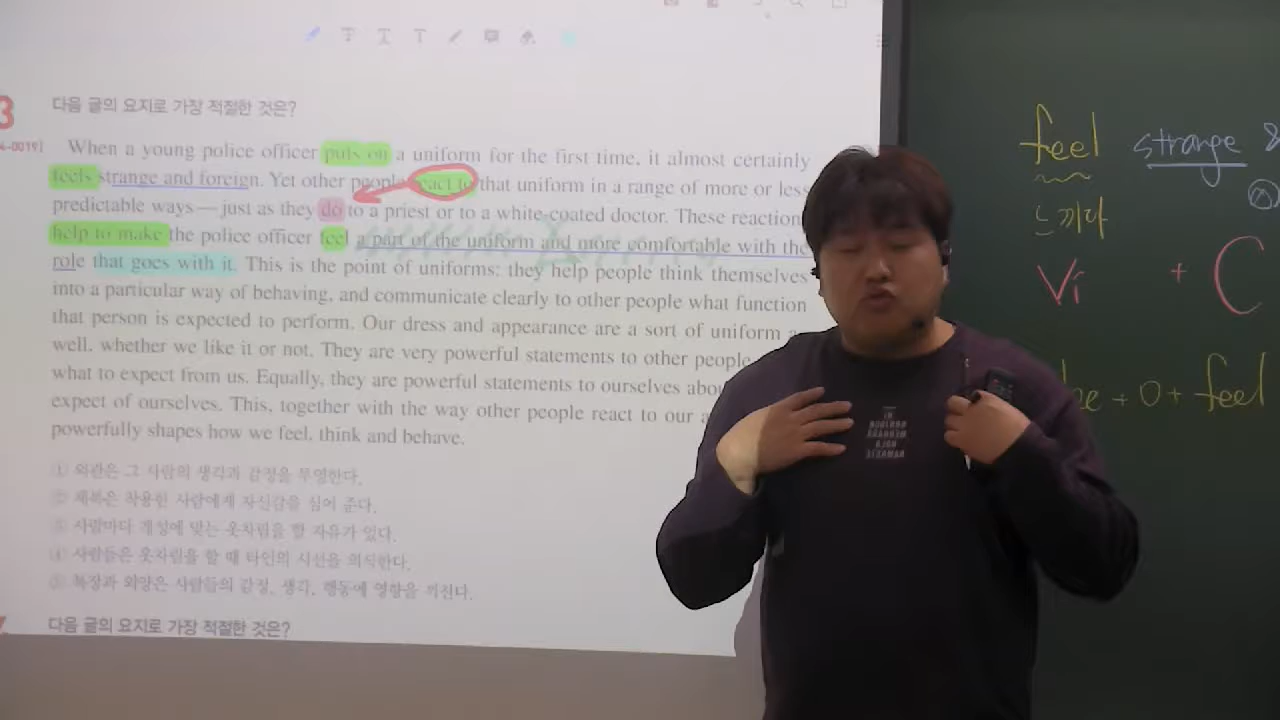 3
다음 글의 요지로 가장 적절한 것은?
4-0019]
When a young police officer puts on a uniform for the first time, it almost certainly
feels strange and foreign. Yet other people react to that uniform in a range of more or less
predictable ways — just as they do to a priest or to a white-coated doctor. These reaction
help to make the police officer feel a part of the uniform and more comfortable with the
role that goes with it. This is the point of uniforms: they help people think themselves
into a particular way of behaving, and communicate clearly to other people what function
that person is expected to perform. Our dress and appearance are a sort of uniform a
well, whether we like it or not. They are very powerful statements to other people
what to expect from us. Equally, they are powerful statements to ourselves abou
expect of ourselves. This, together with the way other people react to our a
powerfully shapes how we feel, think and behave.
① 외관은 그 사람의 생각과 감정을 투영한다.
② 제복은 착용한 사람에게 자신감을 심어 준다.
③ 사람마다 개성에 맞는 옷차림을 할 자유가 있다.
④ 사람들은 옷차림을 할 때 타인의 시선을 의식한다.
⑤ 복장과 외양은 사람들의 감정, 생각, 행동에 영향을 끼친다.
다음 글의 요지로 가장 적절한 것은?
feel strange &
느끼다
Vi + C
ke + O + feel